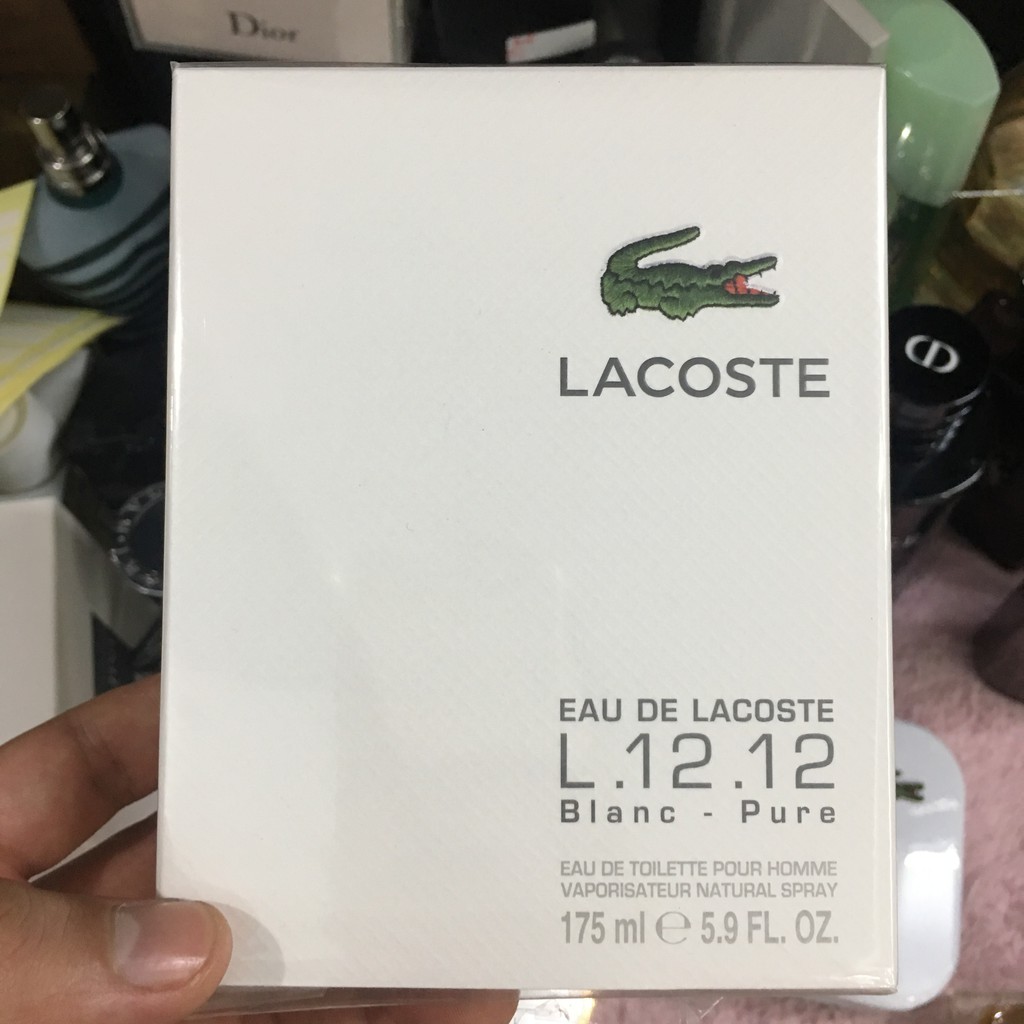 Dior
LACOSTE
EAU DE LACOSTE
L.12.12
Blanc - Pure
EAU DE TOILETTE POUR HOMME
VAPORISATEUR NATURAL SPRAY
175 ml e 5.9 FL. OZ.